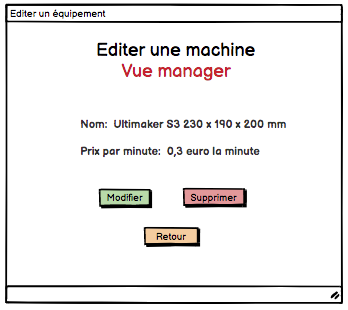 Editer un équipement
Editer une machine
Vue manager
Nom: Ultimaker S3 230 x 190 x 200 mm
Prix par minute: 0,3 euro la minute
Modifier
Supprimer
Retour